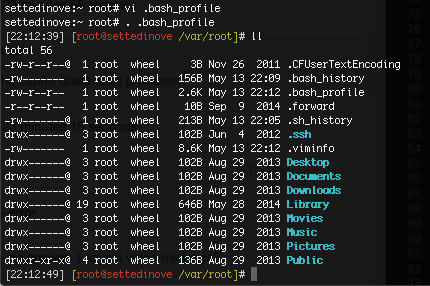 settedinove:~ root# vi .bash_profile
settedinove:~ root# . .bash_profile
[22:12:39] [root@settedinove /var/root]# ll
total 56
-rw-r--r--@  1 root  wheel     3B Nov 26  2011 .CFUserTextEncoding
-rw-------   1 root  wheel   156B May 13 22:09 .bash_history
-rw-r--r--   1 root  wheel   2.6K May 13 22:12 .bash_profile
-r--r--r--   1 root  wheel    10B Sep  9  2014 .forward
-rw-------   1 root  wheel   213B May 13 22:05 .sh_history
drwx------   3 root  wheel   102B Jun  4  2012 .ssh
-rw-------   1 root  wheel   8.6K May 13 22:12 .viminfo
drwx------@  3 root  wheel   102B Aug 29  2013 Desktop
drwx------@  3 root  wheel   102B Aug 29  2013 Documents
drwx------@  3 root  wheel   102B Aug 29  2013 Downloads
drwx------@ 19 root  wheel   646B May 28  2014 Library
drwx------@  3 root  wheel   102B Aug 29  2013 Movies
drwx------@  3 root  wheel   102B Aug 29  2013 Music
drwx------@  3 root  wheel   102B Aug 29  2013 Pictures
drwxr-xr-x@  4 root  wheel   136B Aug 29  2013 Public
[22:12:49] [root@settedinove /var/root]#